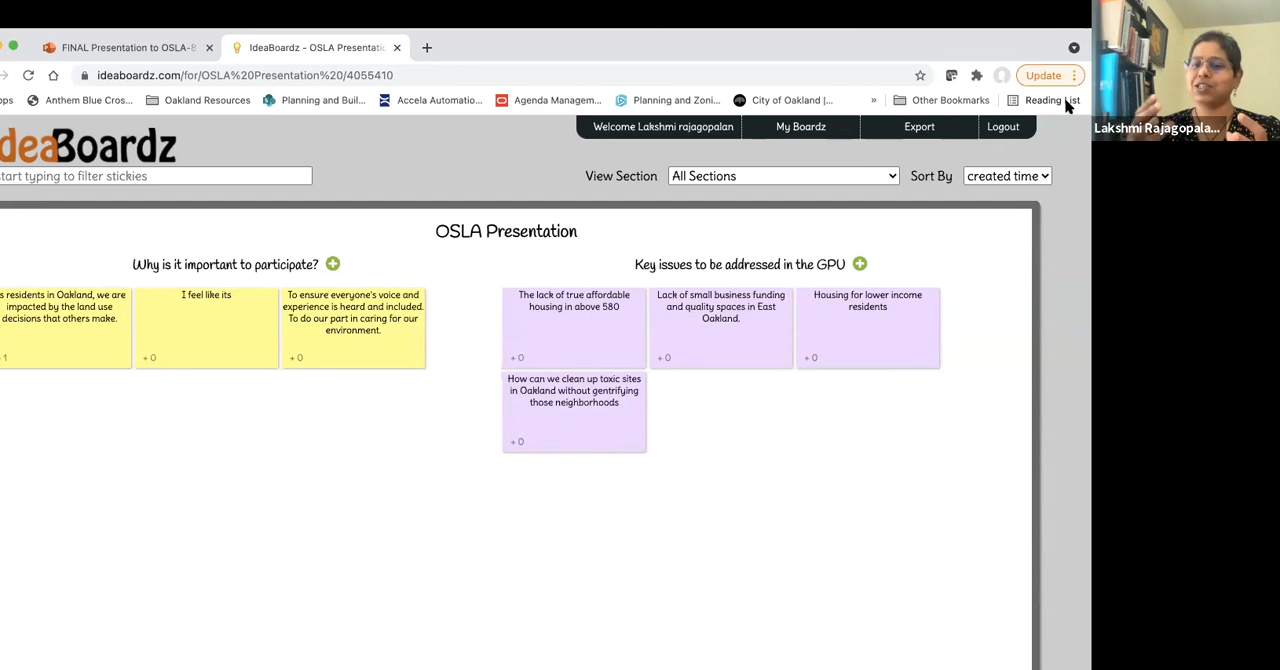 FINAL Presentation to OSLA-8
IdeaBoardz - OSLA Presentatic
ideaboardz.com/for/OSLA%20Presentation%20/4055410
Update
pps
Anthem Blue Cros...
Oakland Resources
Planning and Buil...
Accela Automatio...
Agenda Managem...
Planning and Zoni...
City of Oakland |...
»
Other Bookmarks
Reading List
Lakshmi Rajagopala...
deaBoardz
Welcome Lakshmi rajagopalan
My Boardz
Export
Logout
tart typing to filter stickies
View Section
All Sections
Sort By
created time
OSLA Presentation
Why is it important to participate?
Key issues to be addressed in the GPU
s residents in Oakland, we are
impacted by the land use
decisions that others make.
1
I feel like its
+ 0
To ensure everyone's voice and
experience is heard and included.
To do our part in caring for our
environment.
+ 0
The lack of true affordable
housing in above 580
+ 0
Lack of small business funding
and quality spaces in East
Oakland.
+ 0
Housing for lower income
residents
+ 0
How can we clean up toxic sites
in Oakland without gentrifying
those neighborhoods
+ 0